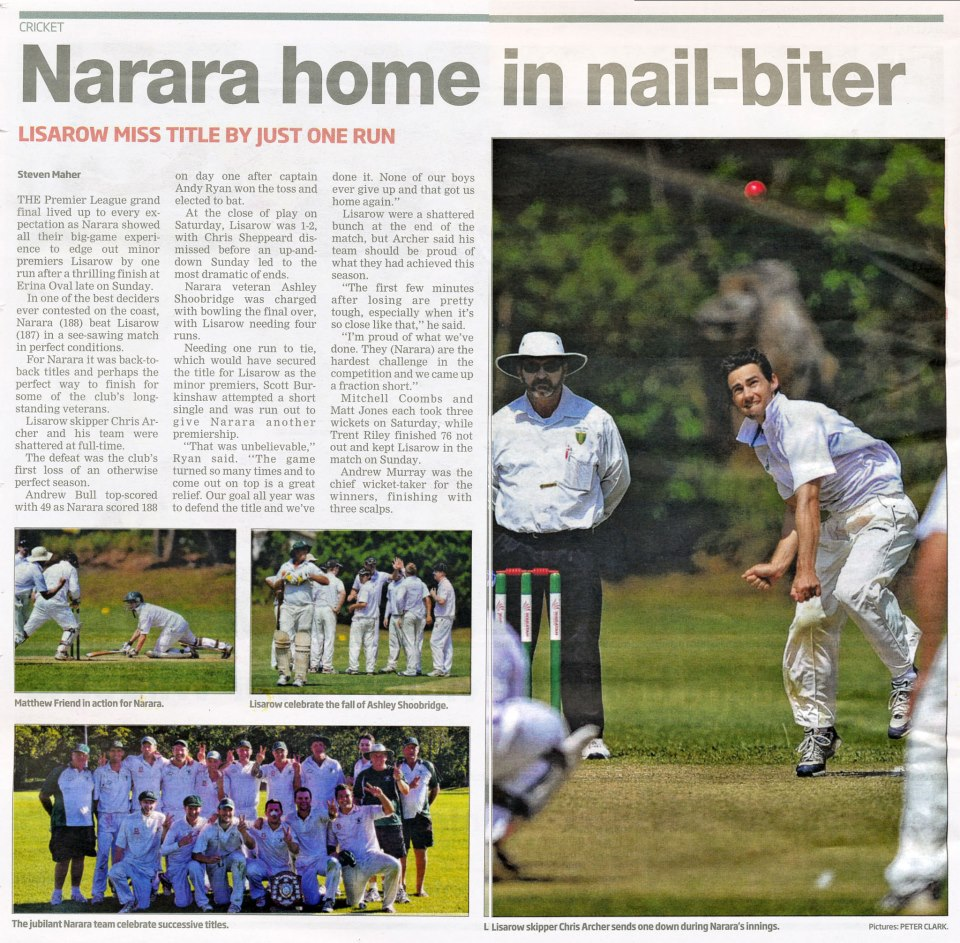 CRICKET
Narara home in nail-biter
LISAROW MISS TITLE BY JUST ONE RUN
Steven Maher
THE Premier League grand
final lived up to every ex-
pectation as Narara showed
all their big-game experi-
ence to edge out minor
premiers Lisarow by one
run after a thrilling finish at
Erina Oval late on Sunday.
In one of the best deciders
ever contested on the coast,
Narara (188) beat Lisarow
(187) in a see-sawing match
in perfect conditions.
For Narara it was back-to-
back titles and perhaps the
perfect way to finish for
some of the club's long-
standing veterans.
Lisarow skipper Chris Ar-
cher and his team were
shattered at full-time.
The defeat was the club's
first loss of an otherwise
perfect season.
Andrew Bull top-scored
with 49 as Narara scored 188
on day one after captain
Andy Ryan won the toss and
elected to bat.
At the close of play on
Saturday, Lisarow was 1-2,
with Chris Sheppeard dis-
missed before an up-and-
down Sunday led to the
most dramatic of ends.
Narara veteran Ashley
Shoobridge was charged
with bowling the final over,
with Lisarow needing four
runs.
Needing one run to tie,
which would have secured
the title for Lisarow as the
minor premiers, Scott Bur-
kinshaw attempted a short
single and was run out to
give Narara another
premiership.
"That was unbelievable,"
Ryan said. "The game
turned so many times and to
come out on top is a great
relief. Our goal all year was
to defend the title and we've
done it. None of our boys
ever give up and that got us
home again."
Lisarow were a shattered
bunch at the end of the
match, but Archer said his
team should be proud of
what they had achieved this
season.
"The first few minutes
after losing are pretty
tough, especially when it's
so close like that," he said.
"I'm proud of what we've
done. They (Narara) are the
hardest challenge in the
competition and we came up
a fraction short."
Mitchell Coombs and
Matt Jones each took three
wickets on Saturday, while
Trent Riley finished 76 not
out and kept Lisarow in the
match on Sunday.
Andrew Murray was the
chief wicket-taker for the
winners, finishing with
three scalps.
Matthew Friend in action for Narara.
Lisarow celebrate the fall of Ashley Shoobridge.
The jubilant Narara team celebrate successive titles.
L Lisarow skipper Chris Archer sends one down during Narara's innings.
Pictures: PETER CLARK.